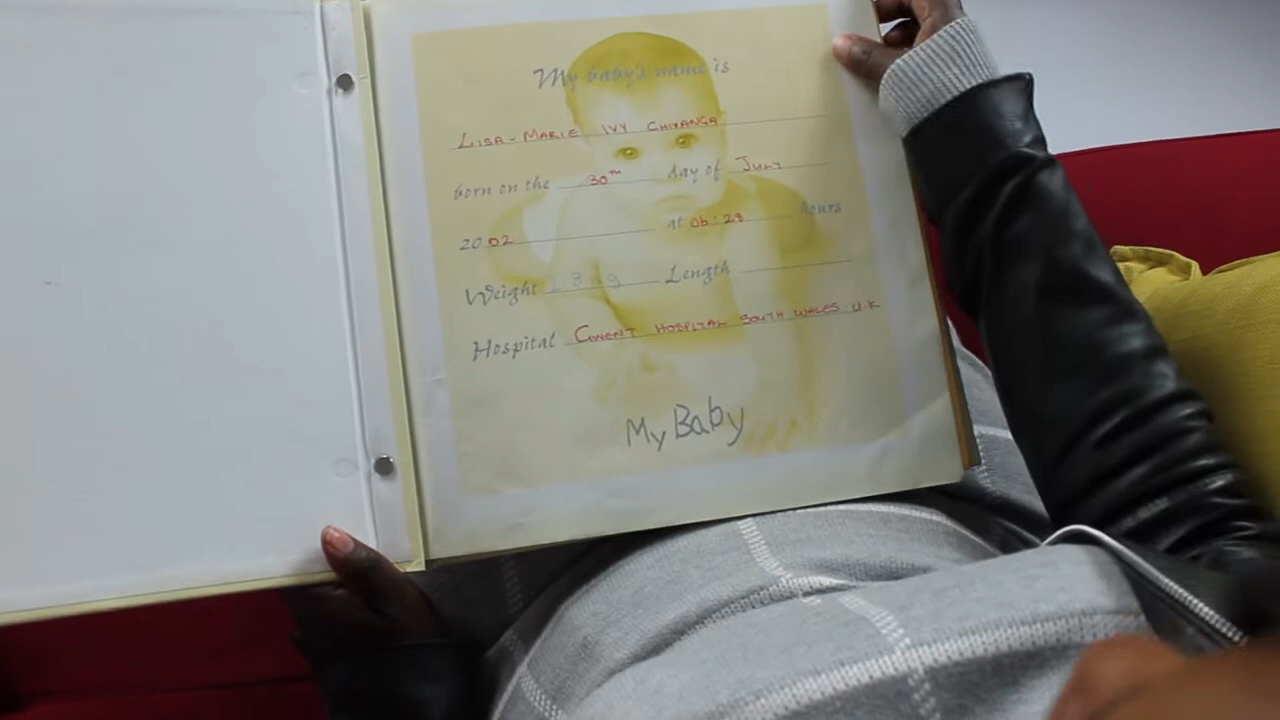 My baby's name is
LISA-MARIE IVY CHIVANGA
born on the 30TH day of JULY
2002 at 06:28 hours
Weight Length
Hospital GWENT HOSPITAL SOUTH WALES U.K
My Baby